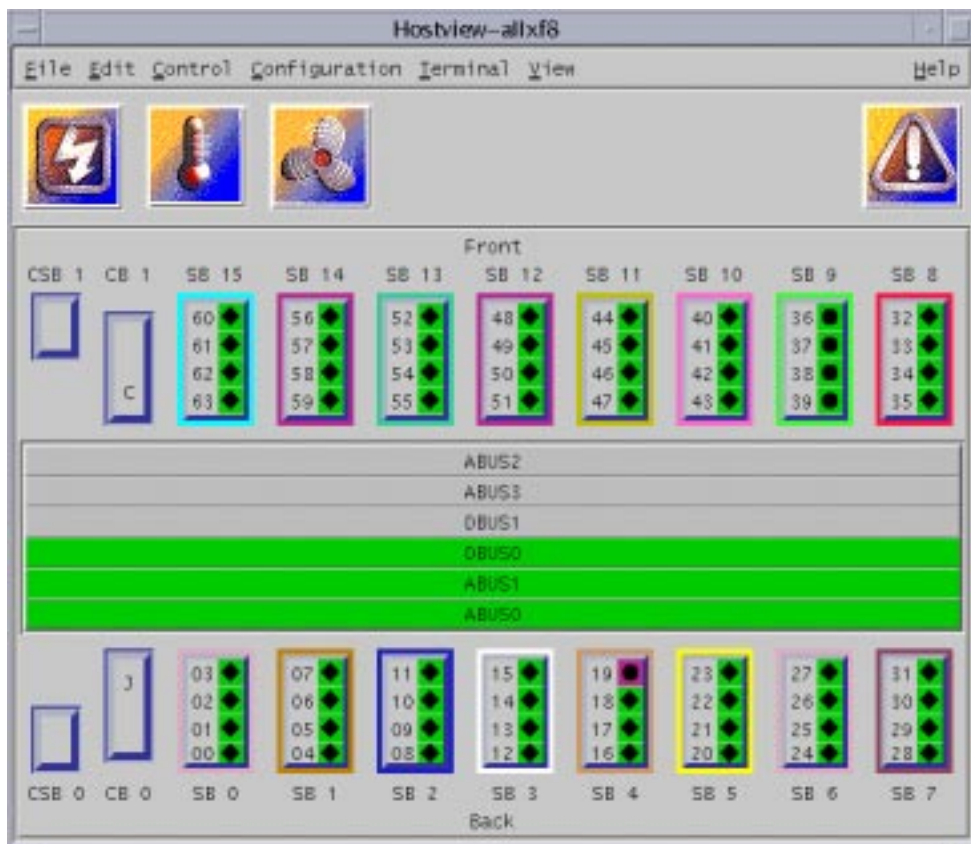 Hostview-allxf8
File Edit Control Configuration Terminal View Help
Front
CSB 1 CB 1 SB 15 SB 14 SB 13 SB 12 SB 11 SB 10 SB 9 SB 8
60 56 52 48 44 40 36 32
61 57 53 49 45 41 37 33
62 58 54 50 46 42 38 34
C 63 59 55 51 47 43 39 35
ABUS2
ABUS3
DBUS1
DBUS0
ABUS1
ABUS0
J 03 07 11 15 19 23 27 31
02 06 10 14 18 22 26 30
01 05 09 13 17 21 25 29
00 04 08 12 16 20 24 28
CSB 0 CB 0 SB 0 SB 1 SB 2 SB 3 SB 4 SB 5 SB 6 SB 7
Back